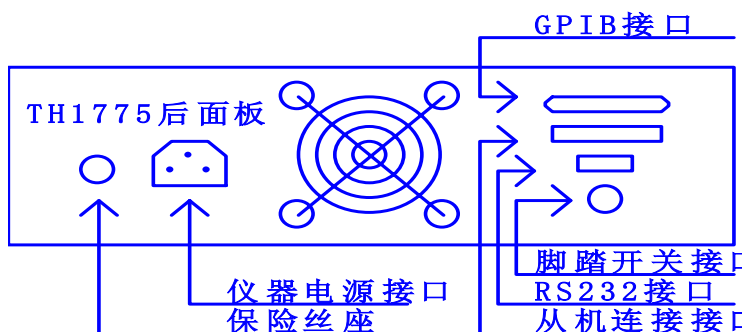 GPIB接口
TH1775后面板
脚踏开关接口
仪器电源接口
RS232接口
保险丝座
从机连接接口